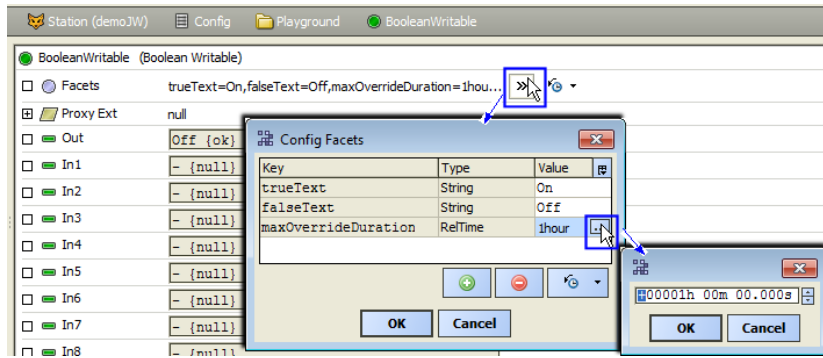 Station (demoJW) Config Playground BooleanWritable
BooleanWritable (Boolean Writable)
Facets trueText=On,falseText=Off,maxOverrideDuration=1hou... »
Proxy Ext null
Out Off {ok}
In1 - {null}
In2 - {null}
In3 - {null}
In4 - {null}
In5 - {null}
In6 - {null}
In7 - {null}
In8 - {null}
Config Facets
Key Type Value
trueText String On
falseText String Off
maxOverrideDuration RelTime 1hour ...
OK Cancel
+00001h 00m 00.000s
OK Cancel